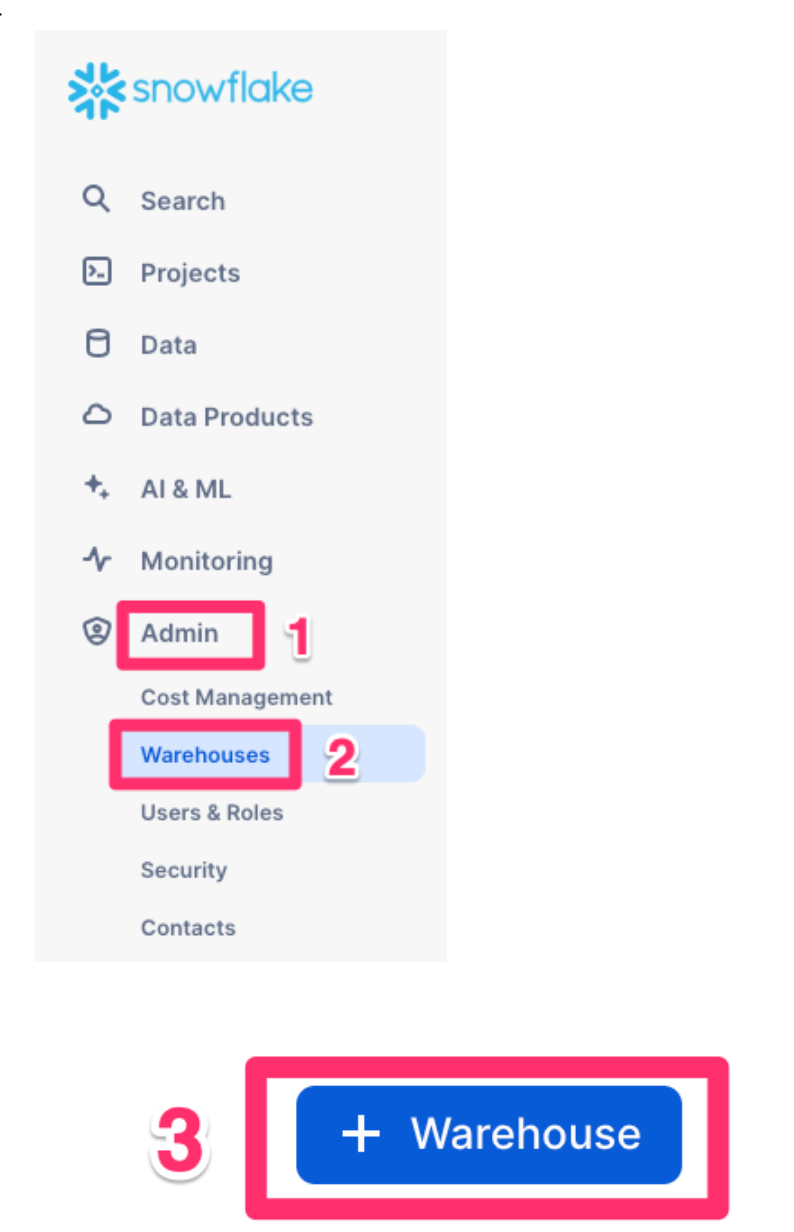 snowflake
Search
Projects
Data
Data Products
AI & ML
Monitoring
Admin 1
Cost Management
Warehouses 2
Users & Roles
Security
Contacts
3 + Warehouse